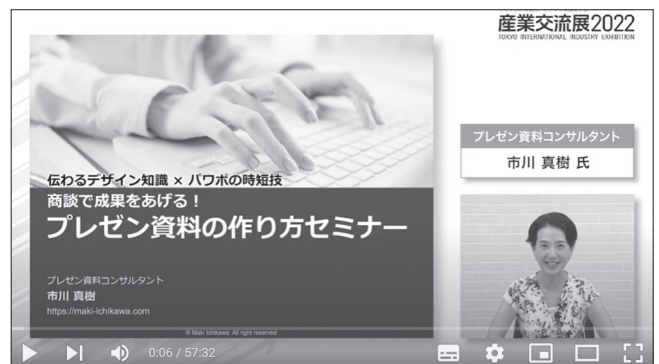 産業交流展2022
TOKYO INTERNATIONAL INDUSTRY EXHIBITION
伝わるデザイン知識 × パワポの時短技
商談で成果をあげる！
プレゼン資料の作り方セミナー
プレゼン資料コンサルタント
市川 真樹
https://maki-ichikawa.com
© Maki Ichikawa. All right reserved
プレゼン資料コンサルタント
市川 真樹 氏
0:06 / 57:32